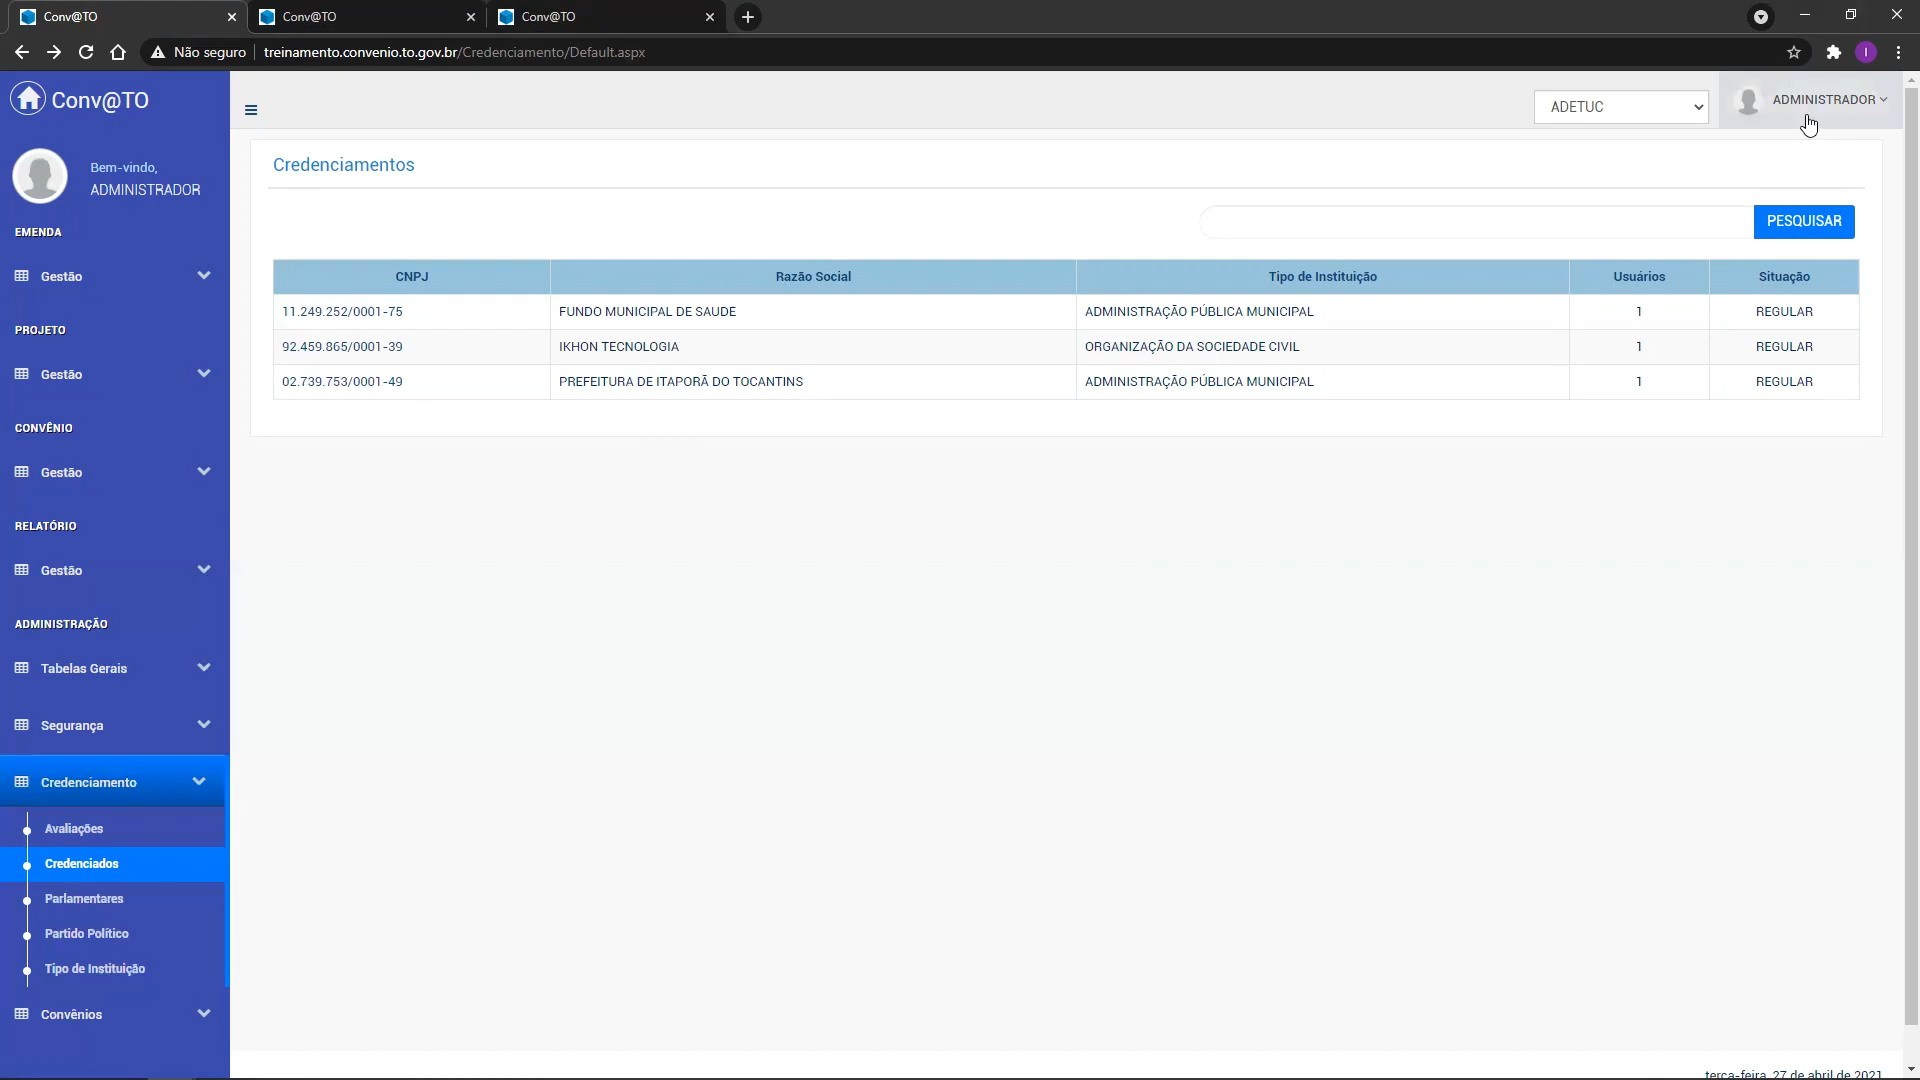 Conv@TO
Conv@TO
Conv@TO
Não seguro
treinamento.convenio.to.gov.br/Credenciamento/Default.aspx
I
Conv@TO
ADETUC
ADMINISTRADOR
Bem-vindo,
ADMINISTRADOR
EMENDA
Gestão
PROJETO
Gestão
CONVÊNIO
Gestão
RELATÓRIO
Gestão
ADMINISTRAÇÃO
Tabelas Gerais
Segurança
Credenciamento
Avaliações
Credenciados
Parlamentares
Partido Político
Tipo de Instituição
Convênios
Credenciamentos
PESQUISAR
CNPJ Razão Social Tipo de Instituição Usuários Situação
11.249.252/0001-75 FUNDO MUNICIPAL DE SAUDE ADMINISTRAÇÃO PÚBLICA MUNICIPAL 1 REGULAR
92.459.865/0001-39 IKHON TECNOLOGIA ORGANIZAÇÃO DA SOCIEDADE CIVIL 1 REGULAR
02.739.753/0001-49 PREFEITURA DE ITAPORÃ DO TOCANTINS ADMINISTRAÇÃO PÚBLICA MUNICIPAL 1 REGULAR
terça-feira, 27 de abril de 2021